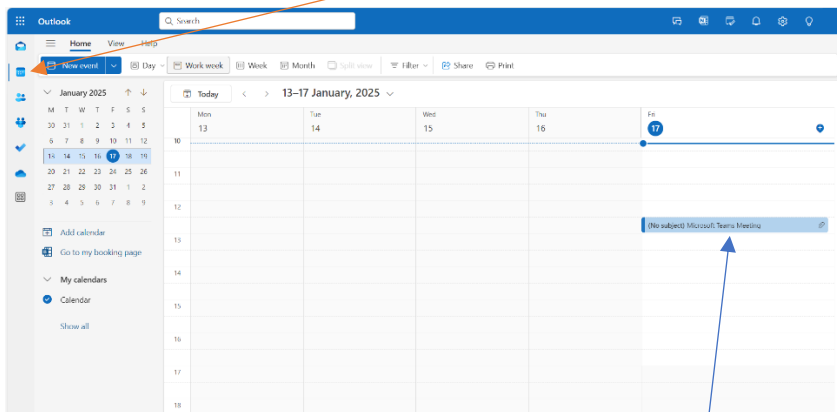 Outlook
Search
Home View Help
New event Day Work week Week Month Split view Filter Share Print
January 2025
M T W T F S S
30 31 1 2 3 4 5
6 7 8 9 10 11 12
13 14 15 16 17 18 19
20 21 22 23 24 25 26
27 28 29 30 31 1 2
3 4 5 6 7 8 9
Add calendar
Go to my booking page
My calendars
Calendar
Show all
Today 13–17 January, 2025
Mon Tue Wed Thu Fri
13 14 15 16 17
10
11
12
(No subject) Microsoft Teams Meeting
13
14
15
16
17
18